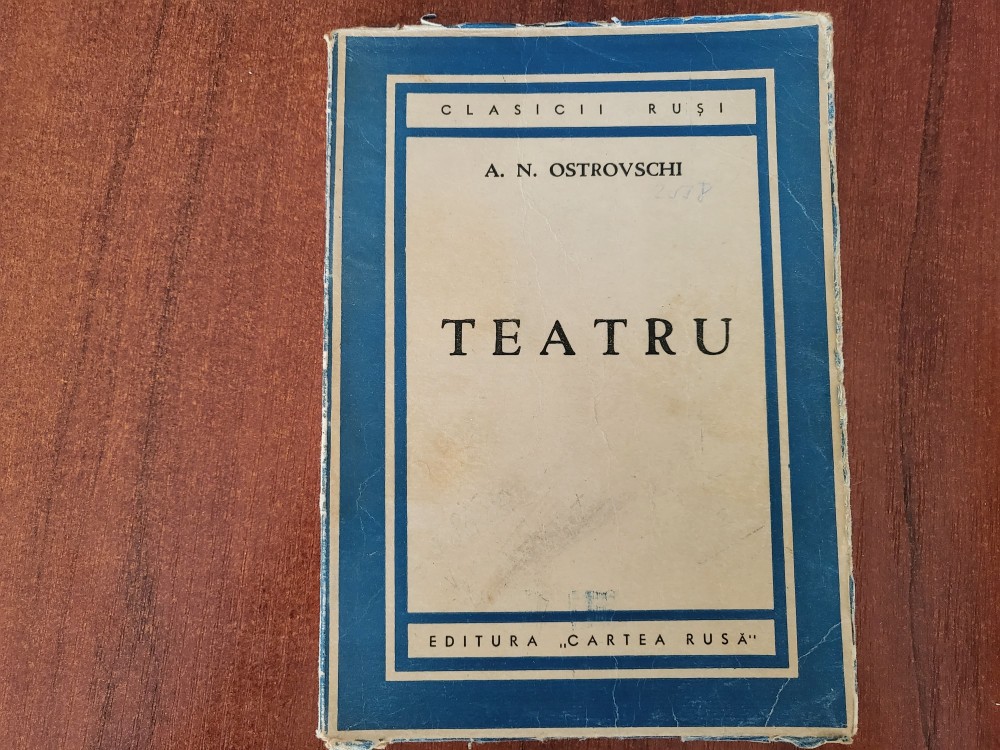 CLASICII RUȘI
A. N. OSTROVSCHI
TEATRU
EDITURA „CARTEA RUSĂ"